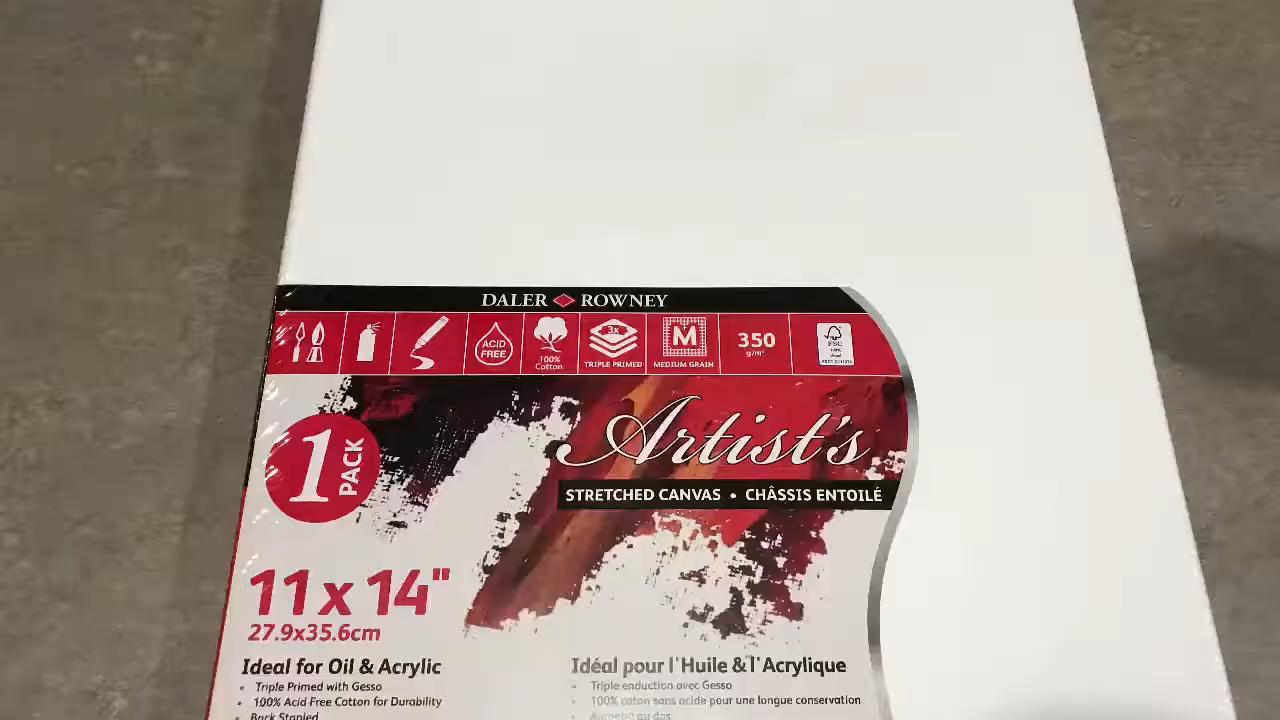 DALER ROWNEY
ACID FREE
100% Cotton
3x
TRIPLE PRIMED
M
MEDIUM GRAIN
350 g/m²
FSC
Artist's
1 PACK
STRETCHED CANVAS • CHÂSSIS ENTOILÉ
11 x 14"
27.9x35.6cm
Ideal for Oil & Acrylic
• Triple Primed with Gesso
• 100% Acid Free Cotton for Durability
• Back Stapled
Idéal pour l'Huile & l'Acrylique
• Triple enduction avec Gesso
• 100% coton sans acide pour une longue conservation